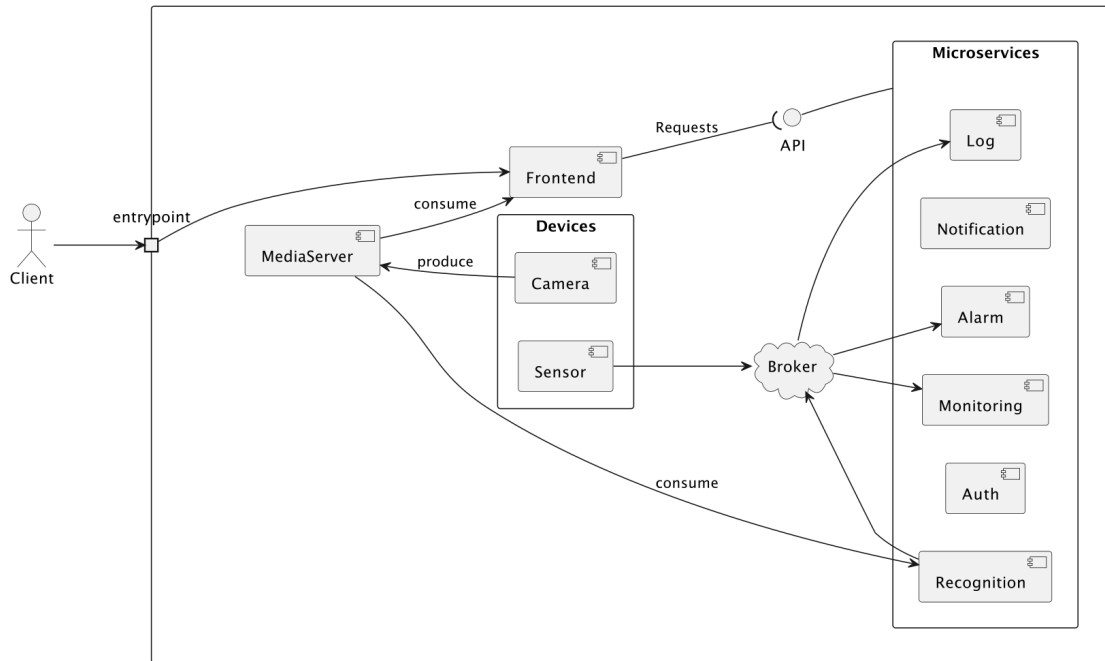 Microservices
Log
Requests
API
Frontend
consume
entrypoint
Devices
Notification
MediaServer
produce
Client
Camera
Alarm
Broker
Sensor
Monitoring
consume
Auth
Recognition